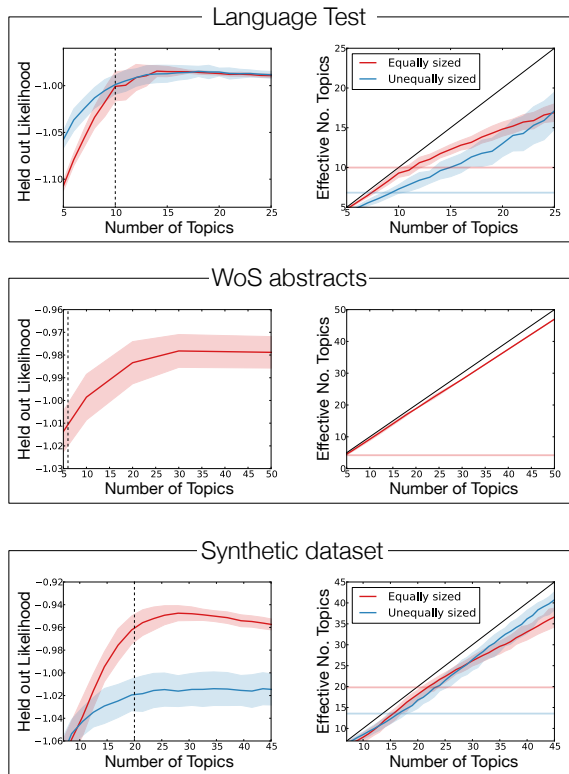 Language Test
Held out Likelihood
−1.00
−1.05
−1.10
5 10 15 20 25
Number of Topics
Effective No. Topics
25
20
15
10
5
5 10 15 20 25
Number of Topics
Equally sized
Unequally sized
WoS abstracts
Held out Likelihood
−0.96
−0.97
−0.98
−0.99
−1.00
−1.01
−1.02
−1.03
5 10 15 20 25 30 35 40 45 50
Number of Topics
Effective No. Topics
50
40
30
20
10
0
5 10 15 20 25 30 35 40 45 50
Number of Topics
Synthetic dataset
Held out Likelihood
−0.92
−0.94
−0.96
−0.98
−1.00
−1.02
−1.04
−1.06
10 15 20 25 30 35 40 45
Number of Topics
Effective No. Topics
45
40
35
30
25
20
15
10
10 15 20 25 30 35 40 45
Number of Topics
Equally sized
Unequally sized